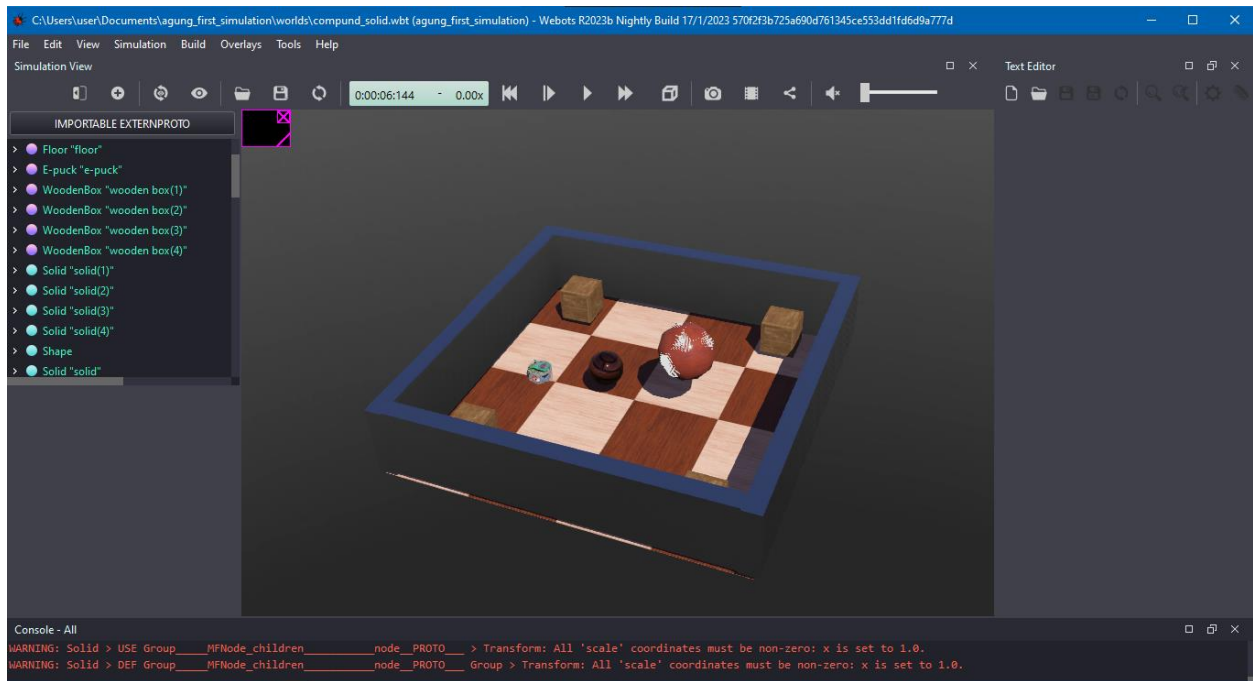 C:\Users\user\Documents\agung_first_simulation\worlds\compund_solid.wbt (agung_first_simulation) - Webots R2023b Nightly Build 17/1/2023 570f2f3b725a690d761345ce553dd1fd6d9a777d
File Edit View Simulation Build Overlays Tools Help
Simulation View
Text Editor
0:00:06:144 - 0.00x
IMPORTABLE EXTERNPROTO
Floor "floor"
E-puck "e-puck"
WoodenBox "wooden box(1)"
WoodenBox "wooden box(2)"
WoodenBox "wooden box(3)"
WoodenBox "wooden box(4)"
Solid "solid(1)"
Solid "solid(2)"
Solid "solid(3)"
Solid "solid(4)"
Shape
Solid "solid"
Console - All
WARNING: Solid > USE Group_____MFNode_children____________node__PROTO___ > Transform: All 'scale' coordinates must be non-zero: x is set to 1.0.
WARNING: Solid > DEF Group_____MFNode_children____________node__PROTO___ Group > Transform: All 'scale' coordinates must be non-zero: x is set to 1.0.